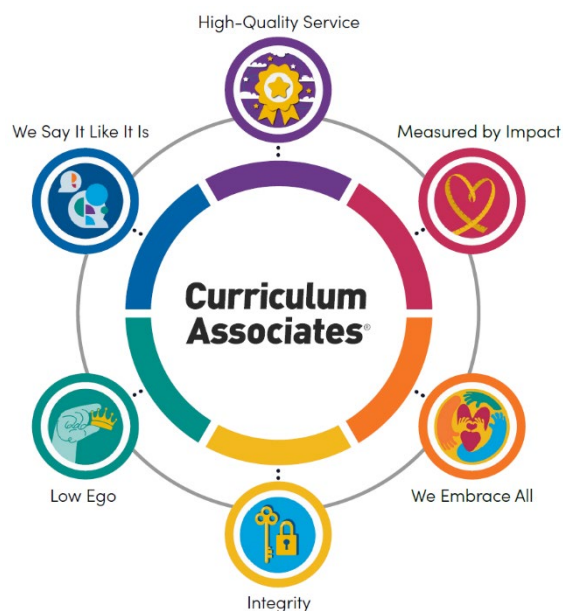 High-Quality Service
We Say It Like It Is
Measured by Impact
Curriculum
Associates®
Low Ego
We Embrace All
Integrity